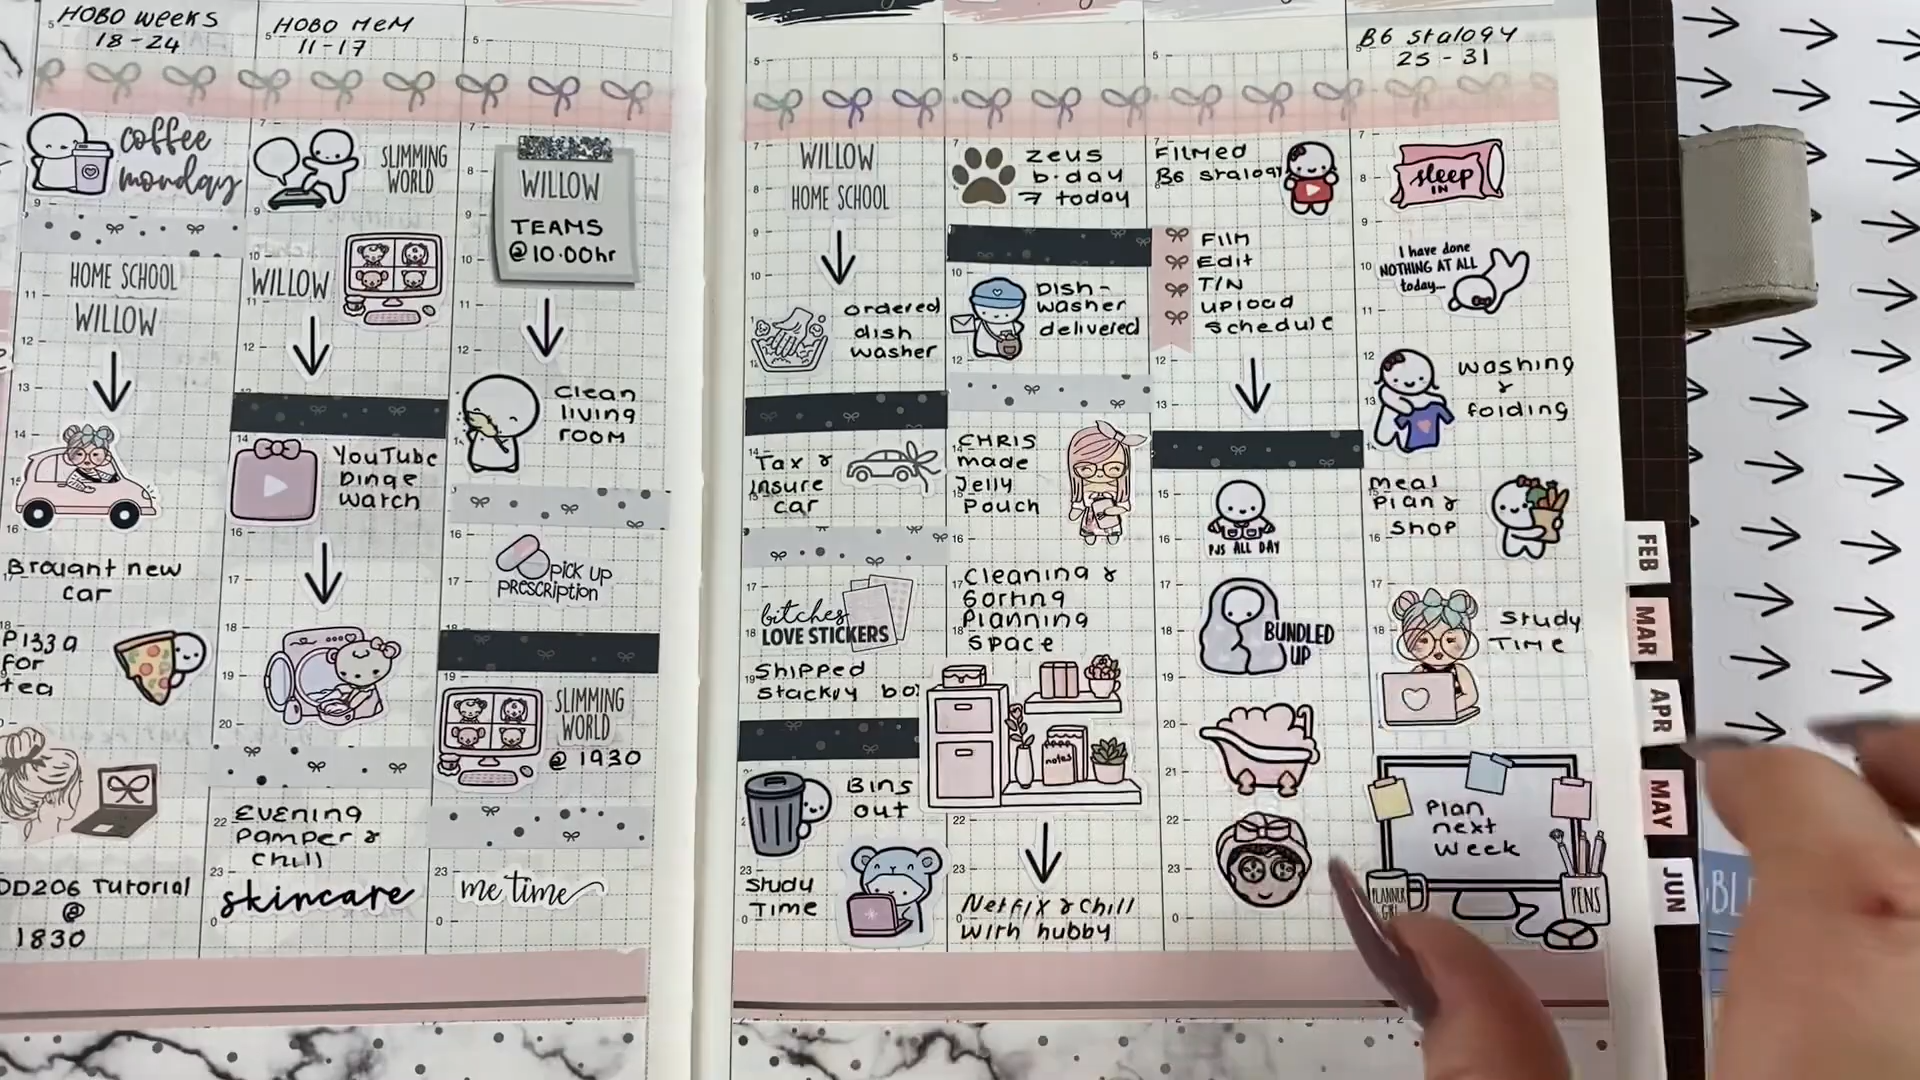 HOBO weeks
18-24
coffee
monday
HOME SCHOOL
WILLOW
Brought new
car
Pizza
for
tea
DD206 Tutorial
@
1830
HOBO MEM
11-17
SLIMMING
WORLD
WILLOW
YouTube
binge
watch
Evening
Pamper &
chill
skincare
WILLOW
TEAMS
@10.00hr
Clean
living
room
PICK UP
prescription
SLIMMING
WORLD
@ 1930
me time
WILLOW
HOME SCHOOL
ordered
dish
washer
Tax &
insure
car
bitches
LOVE STICKERS
Shipped
stackry box
Bins
out
Study
Time
Zeus
b.day
7 today
Dish-
washer
delivered
CHRIS
made
Jelly
Pouch
Cleaning &
Sorting
Planning
space
notes
Netflix & Chill
with hubby
Filmed
B6 stalogy
Film
Edit
T/N
upload
schedule
PJS ALL DAY
BUNDLED
UP
B6 stalogy
25-31
sleep
IN
I have done
NOTHING AT ALL
today...
washing
&
folding
Meal
Plan &
Shop
Study
Time
Plan
next
week
PLANNER
GIRL
PENS
FEB
MAR
APR
MAY
JUN